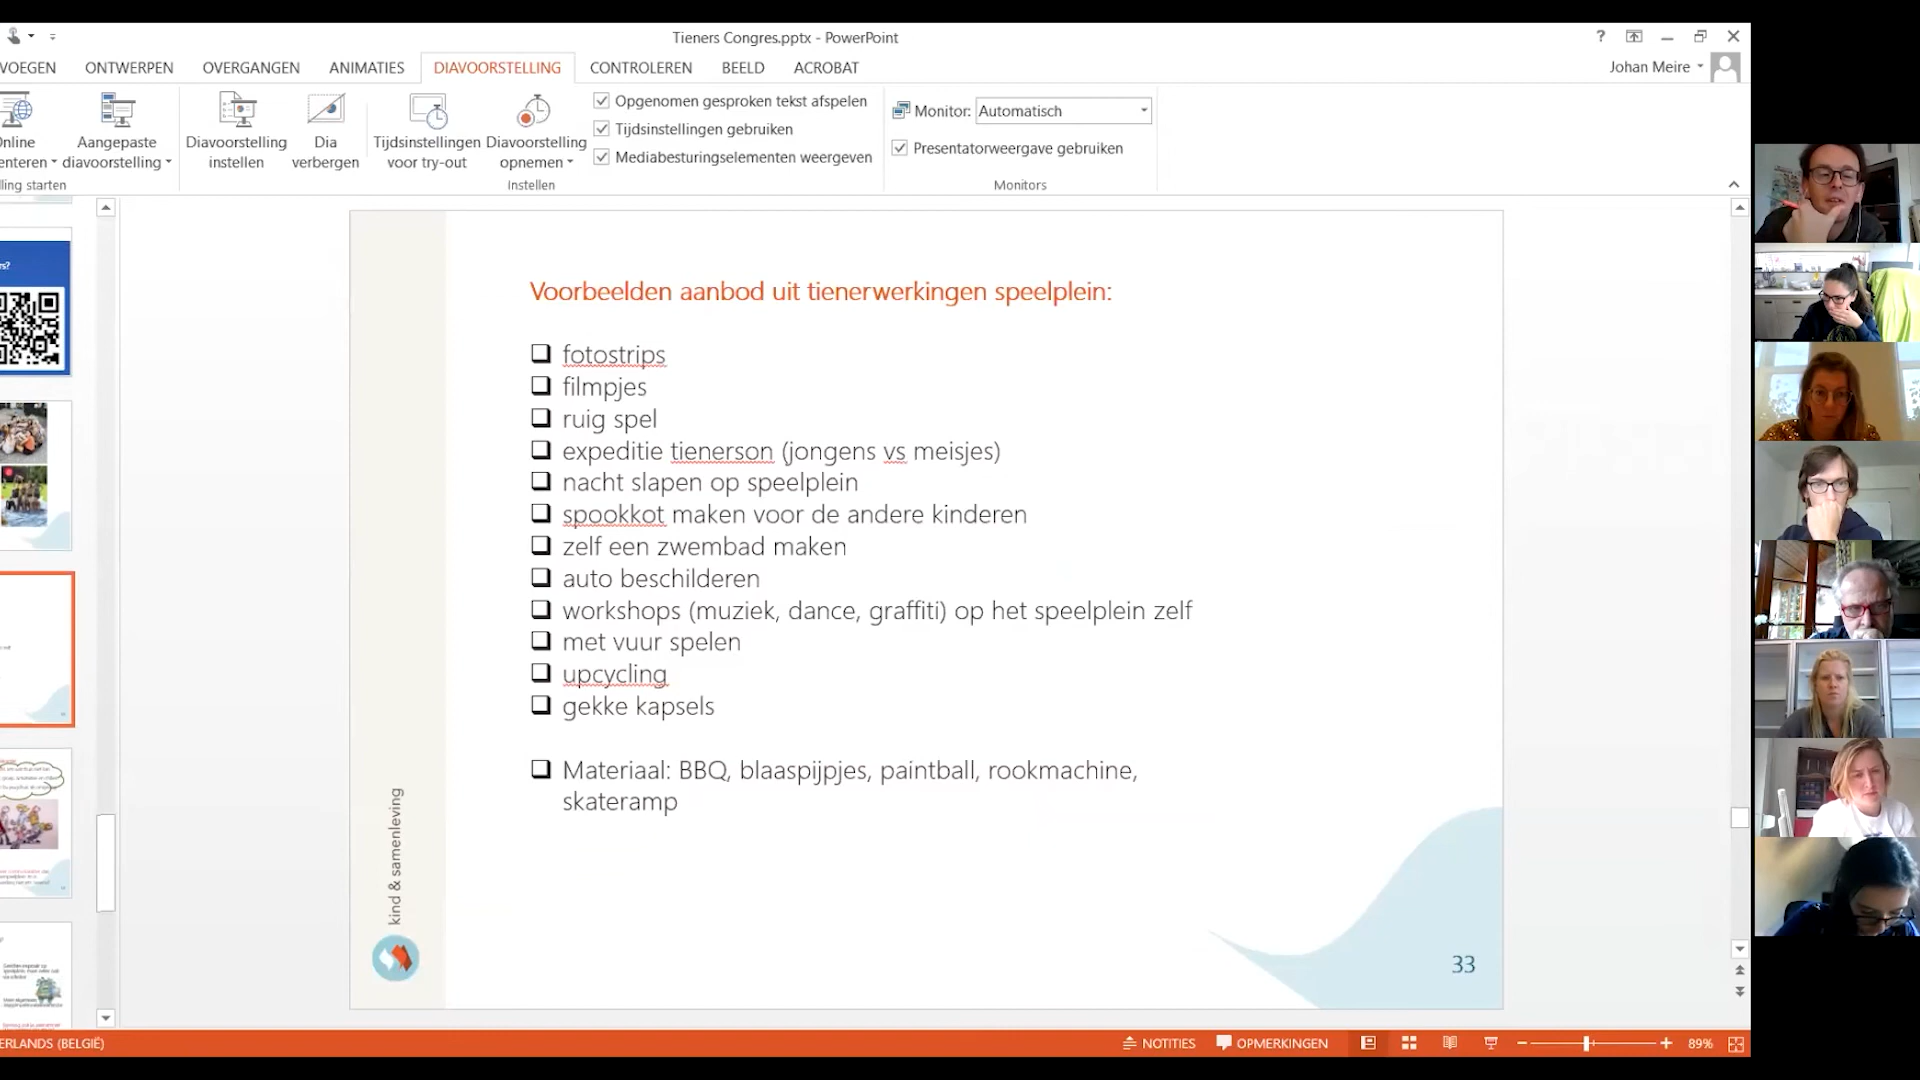 Tieners Congres.pptx - PowerPoint
VOEGEN ONTWERPEN OVERGANGEN ANIMATIES DIAVOORSTELLING CONTROLEREN BEELD ACROBAT
Johan Meire
Aangepaste diavoorstelling
Diavoorstelling instellen
Dia verbergen
Tijdsinstellingen voor try-out
Diavoorstelling opnemen
Opgenomen gesproken tekst afspelen
Tijdsinstellingen gebruiken
Mediabesturingselementen weergeven
Monitor: Automatisch
Presentatorweergave gebruiken
Instellen
Monitors
Voorbeelden aanbod uit tienerwerkingen speelplein:
fotostrips
filmpjes
ruig spel
expeditie tienerson (jongens vs meisjes)
nacht slapen op speelplein
spookkot maken voor de andere kinderen
zelf een zwembad maken
auto beschilderen
workshops (muziek, dance, graffiti) op het speelplein zelf
met vuur spelen
upcycling
gekke kapsels
Materiaal: BBQ, blaaspijpjes, paintball, rookmachine,
skateramp
kind & samenleving
33
ERLANDS (BELGIË)
NOTITIES OPMERKINGEN 89%